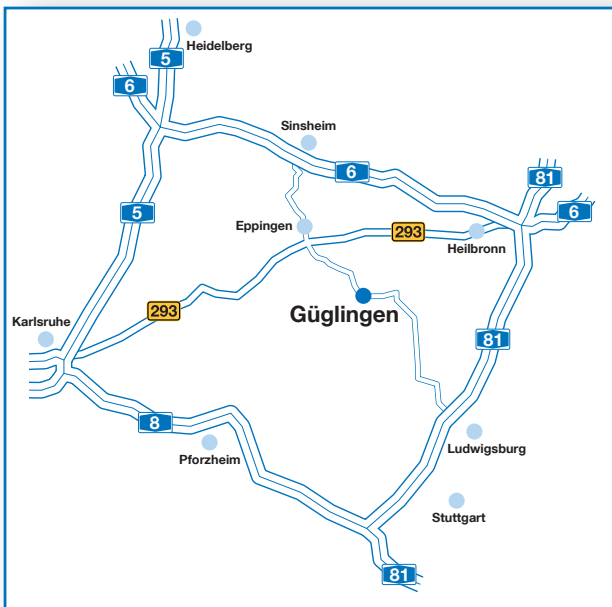 Heidelberg
5
6
Sinsheim
6
81
5
6
Eppingen
293
Heilbronn
293
Güglingen
Karlsruhe
81
8
Ludwigsburg
Pforzheim
Stuttgart
81